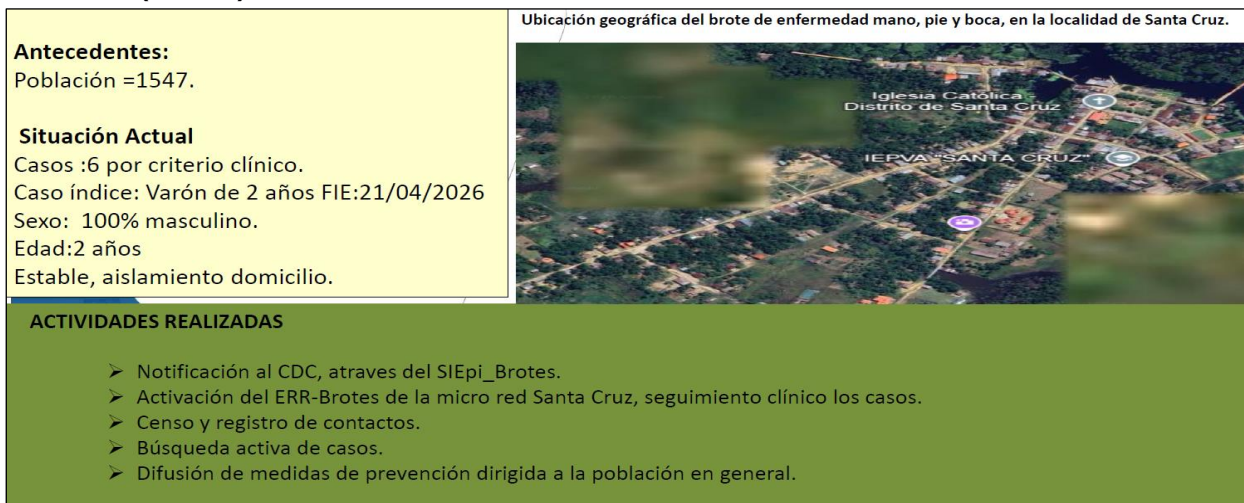 Ubicación geográfica del brote de enfermedad mano, pie y boca, en la localidad de Santa Cruz.
Antecedentes:
Población =1547.
Situación Actual
Casos :6 por criterio clínico.
Caso índice: Varón de 2 años FIE:21/04/2026
Sexo: 100% masculino.
Edad:2 años
Estable, aislamiento domicilio.
Iglesia Católica -
Distrito de Santa Cruz
IEPVA "SANTA CRUZ"
ACTIVIDADES REALIZADAS
➢ Notificación al CDC, atraves del SIEpi_Brotes.
➢ Activación del ERR-Brotes de la micro red Santa Cruz, seguimiento clínico los casos.
➢ Censo y registro de contactos.
➢ Búsqueda activa de casos.
➢ Difusión de medidas de prevención dirigida a la población en general.